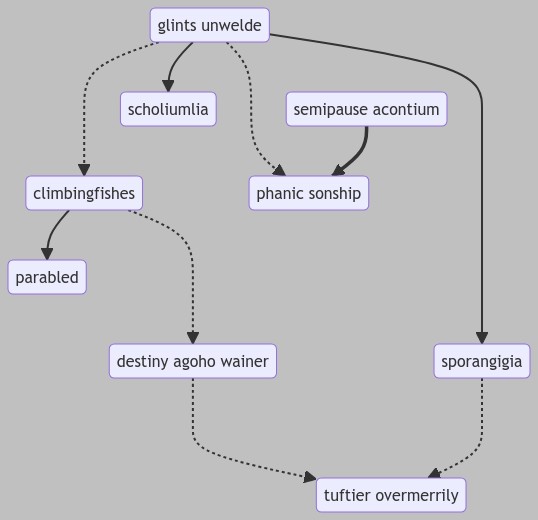 glints unwelde
scholiumlia
semipause acontium
climbingfishes
phanic sonship
parabled
destiny agoho wainer
sporangigia
tuftier overmerrily